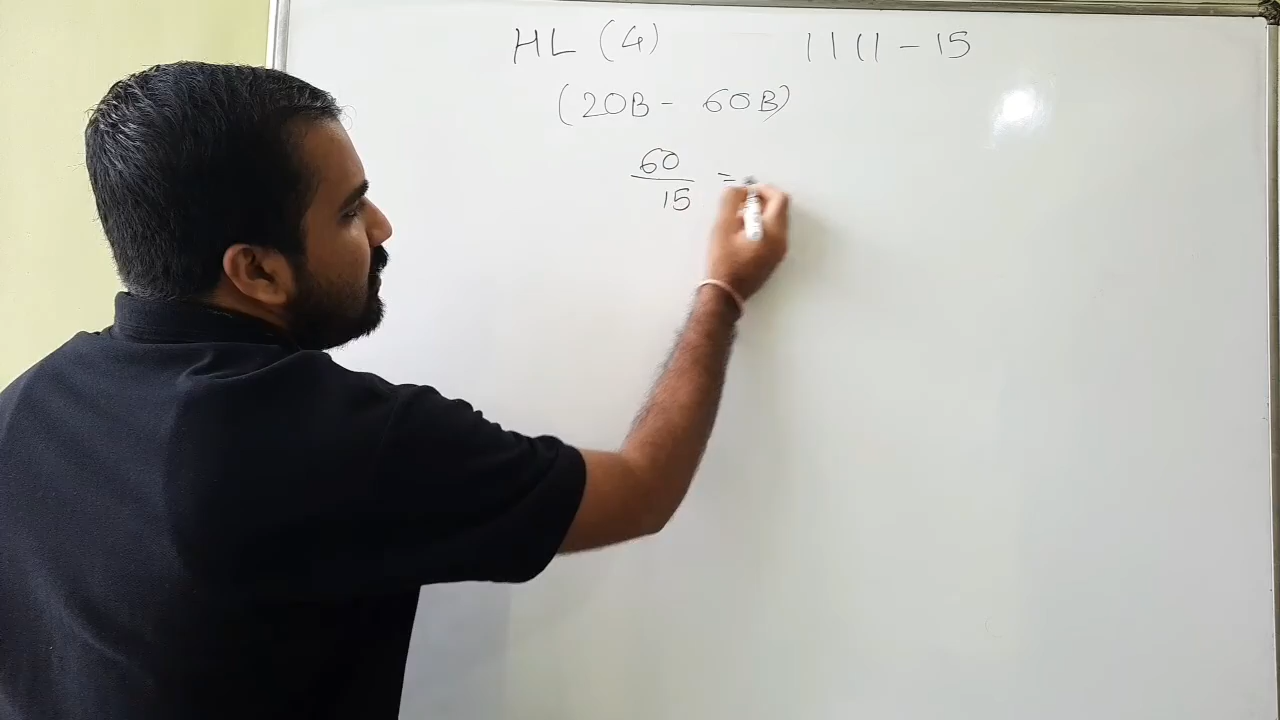 HL (4) 1111 - 15
(20B - 60B)
60
15 =